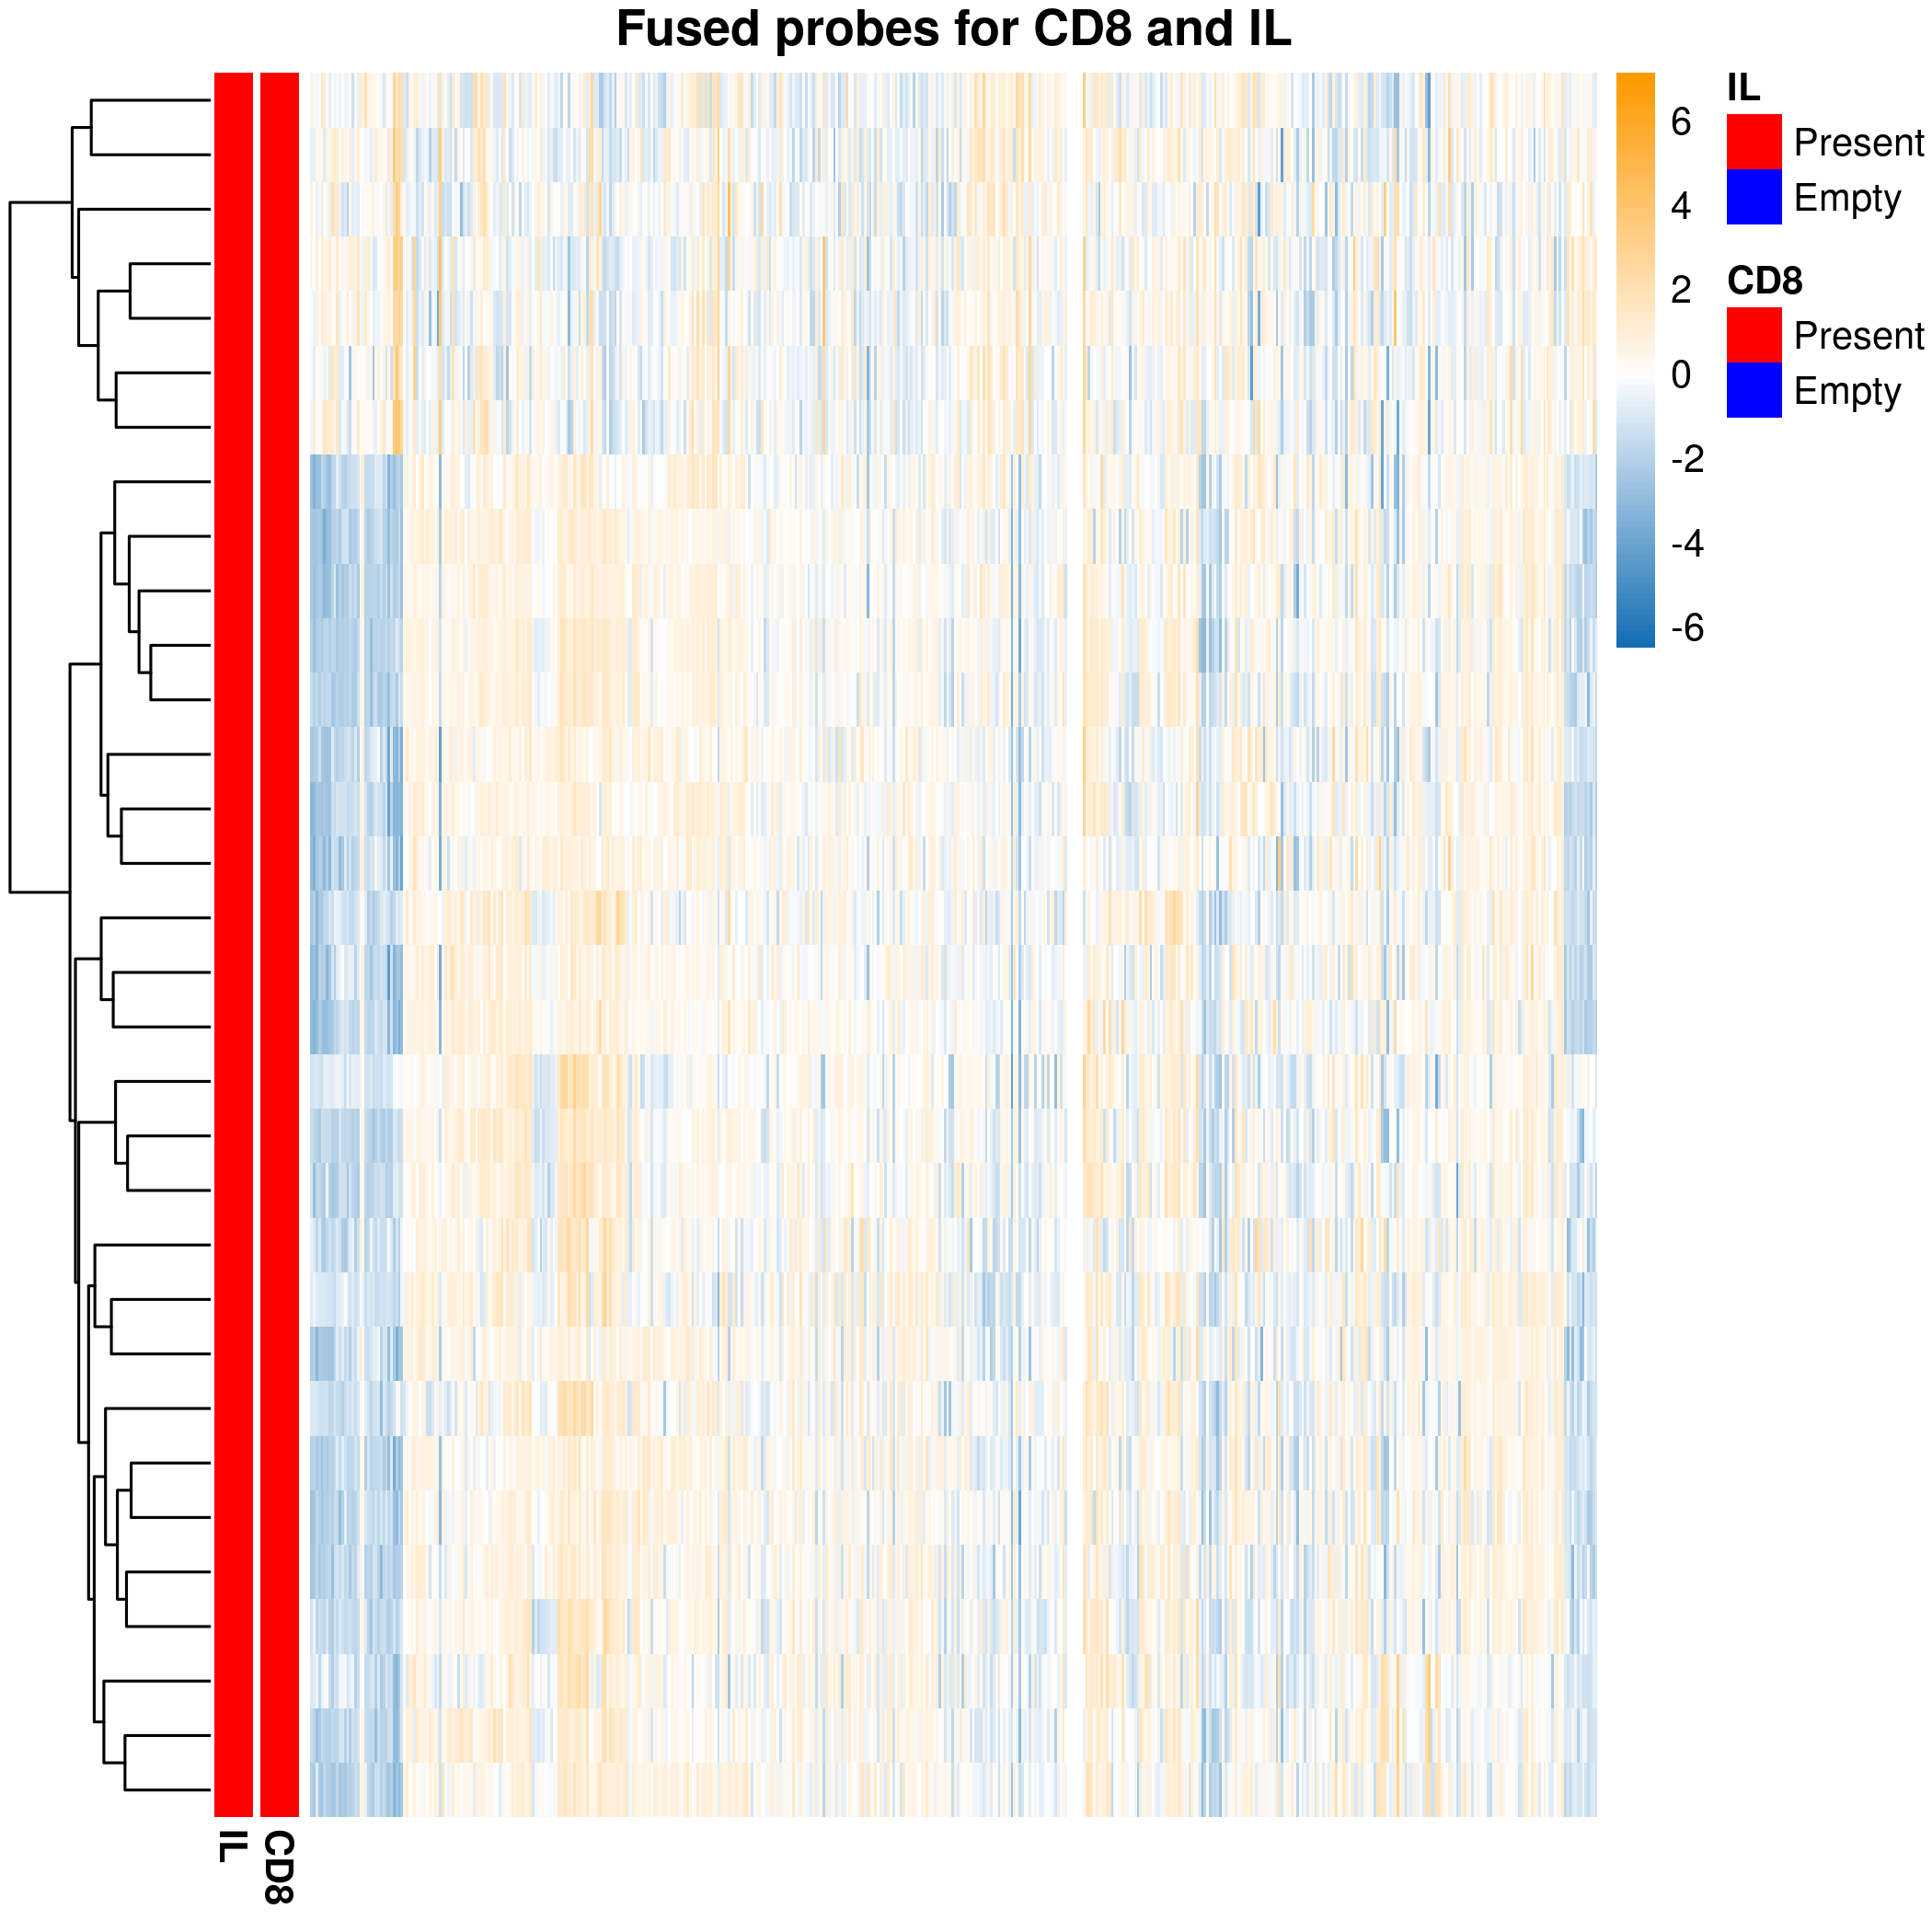 Fused probes for CD8 and IL
6
4
2
0
-2
-4
-6
IL
Present
Empty
CD8
Present
Empty
IL
CD8